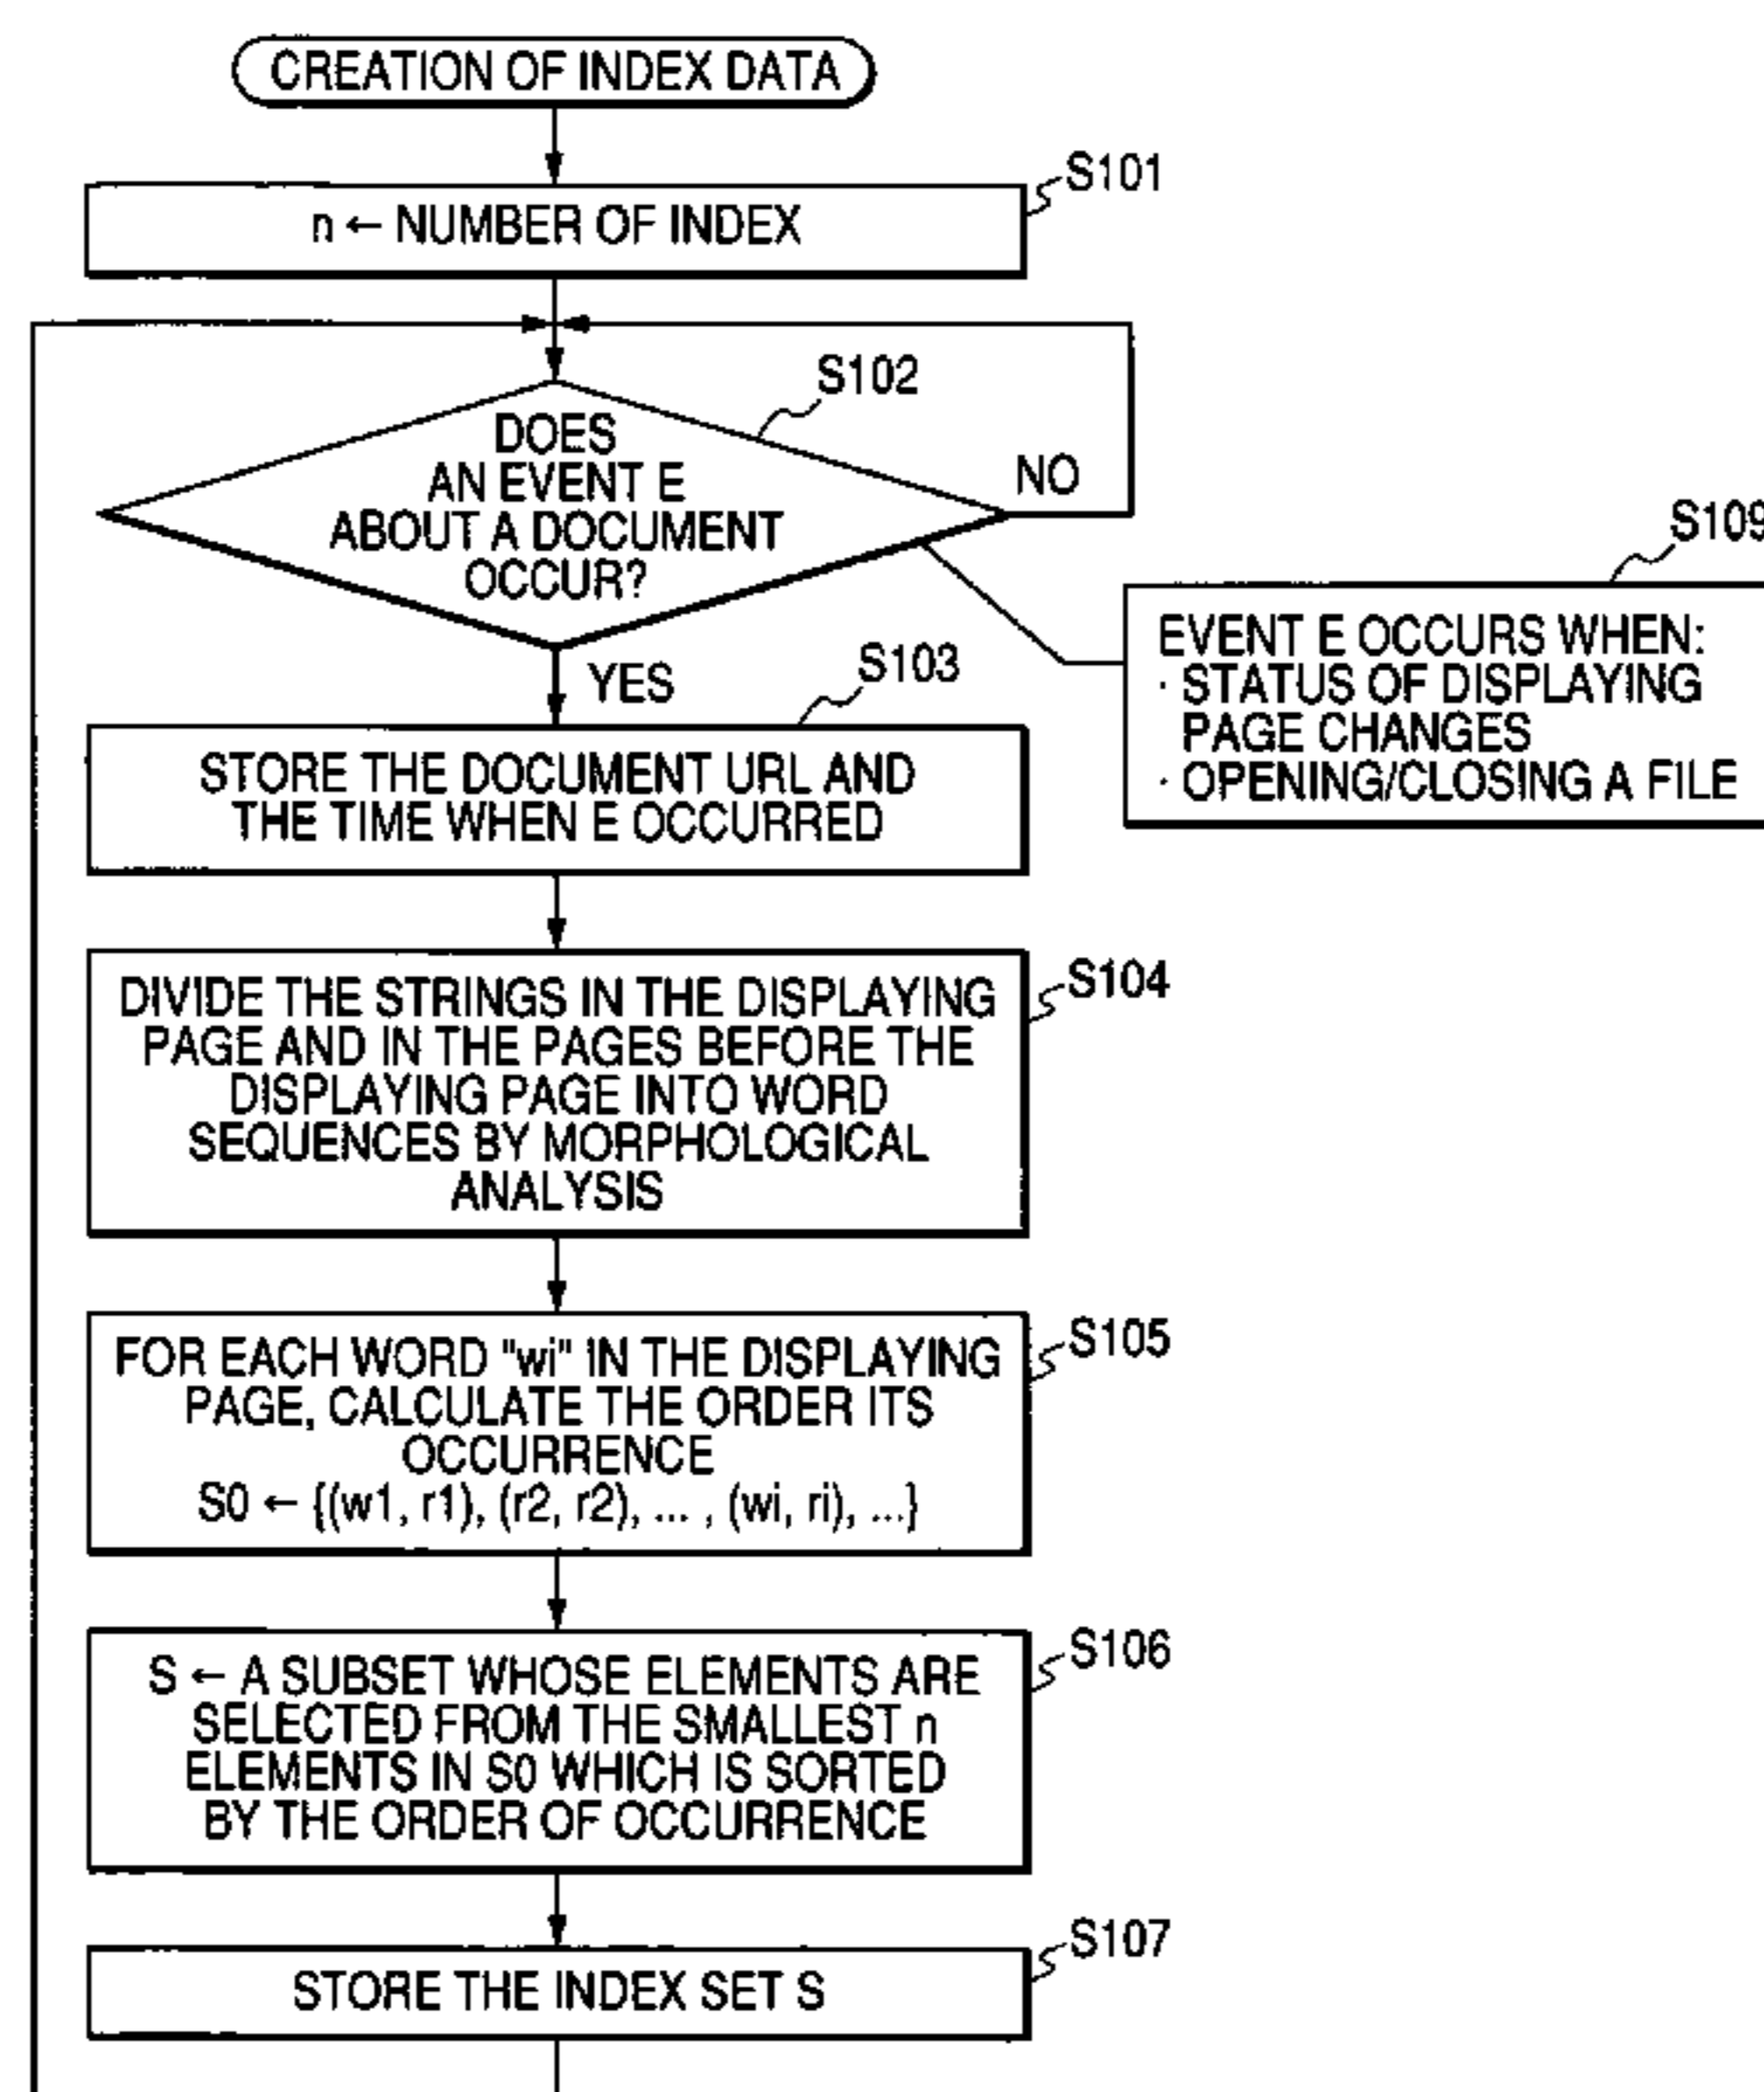 CREATION OF INDEX DATA
S101
n ← NUMBER OF INDEX
S102
DOES
AN EVENT E
ABOUT A DOCUMENT
OCCUR?
NO
YES
S109
EVENT E OCCURS WHEN:
· STATUS OF DISPLAYING
PAGE CHANGES
· OPENING/CLOSING A FILE
S103
STORE THE DOCUMENT URL AND
THE TIME WHEN E OCCURRED
S104
DIVIDE THE STRINGS IN THE DISPLAYING
PAGE AND IN THE PAGES BEFORE THE
DISPLAYING PAGE INTO WORD
SEQUENCES BY MORPHOLOGICAL
ANALYSIS
S105
FOR EACH WORD "wi" IN THE DISPLAYING
PAGE, CALCULATE THE ORDER ITS
OCCURRENCE
S0 ← {(w1, r1), (r2, r2), ... , (wi, ri), ...}
S106
S ← A SUBSET WHOSE ELEMENTS ARE
SELECTED FROM THE SMALLEST n
ELEMENTS IN S0 WHICH IS SORTED
BY THE ORDER OF OCCURRENCE
S107
STORE THE INDEX SET S